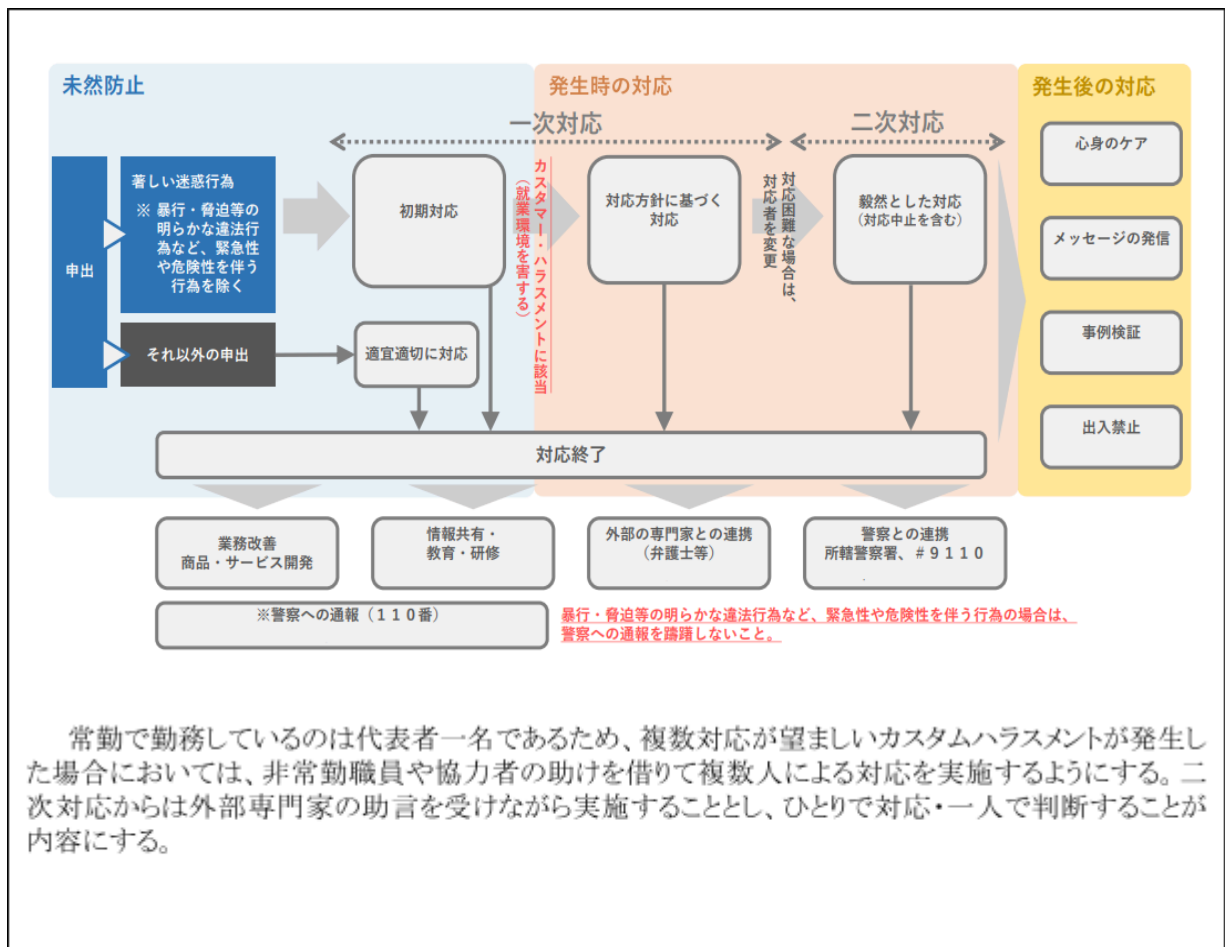 未然防止
発生時の対応
発生後の対応
一次対応
二次対応
申出
著しい迷惑行為
※ 暴行・脅迫等の
明らかな違法行
為など、緊急性
や危険性を伴う
行為を除く
それ以外の申出
初期対応
適宜適切に対応
カスタマー・ハラスメントに該当
（就業環境を害する）
対応方針に基づく
対応
対応困難な場合は、
対応者を変更
毅然とした対応
（対応中止を含む）
心身のケア
メッセージの発信
事例検証
出入禁止
対応終了
業務改善
商品・サービス開発
情報共有・
教育・研修
外部の専門家との連携
（弁護士等）
警察との連携
所轄警察署、＃９１１０
.
※警察への通報（１１０番）
暴行・脅迫等の明らかな違法行為など、緊急性や危険性を伴う行為の場合は、
警察への通報を躊躇しないこと。
常勤で勤務しているのは代表者一名であるため、複数対応が望ましいカスタムハラスメントが発生し
た場合においては、非常勤職員や協力者の助けを借りて複数人による対応を実施するようにする。二
次対応からは外部専門家の助言を受けながら実施することとし、ひとりで対応・一人で判断することが
内容にする。